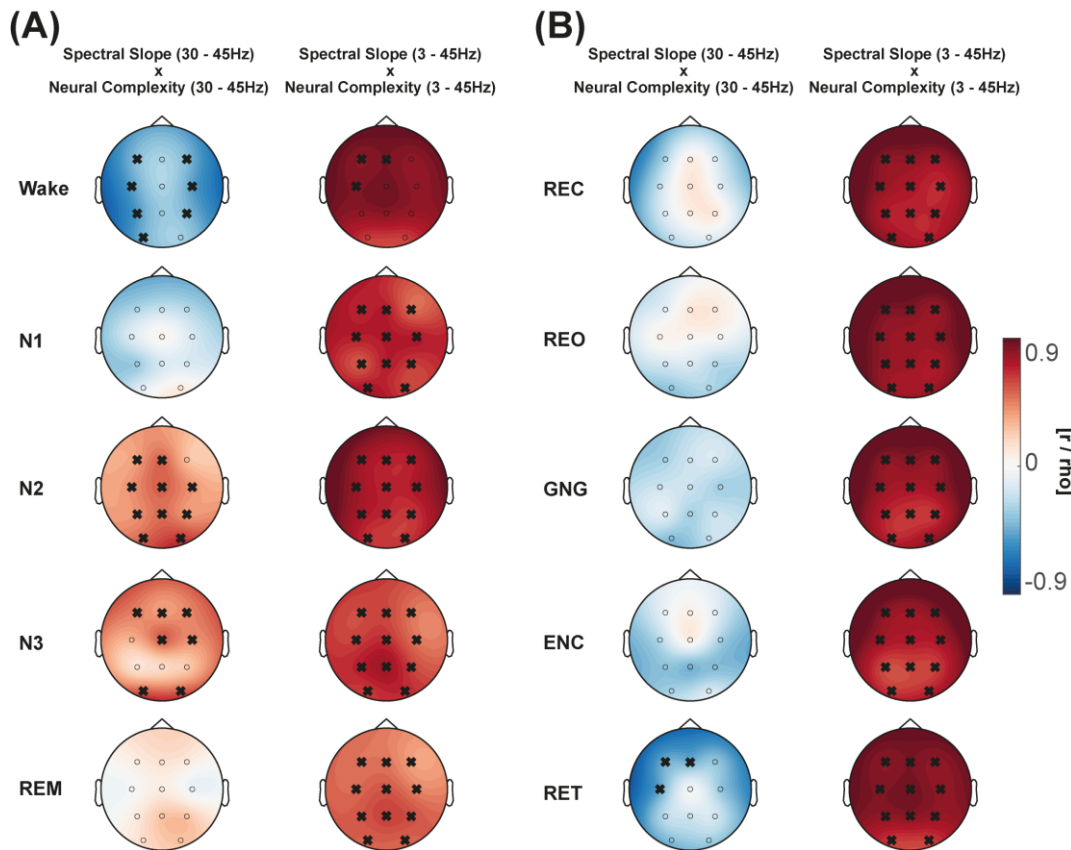 (A)
Spectral Slope (30 - 45Hz)
x
Neural Complexity (30 - 45Hz)
Spectral Slope (3 - 45Hz)
x
Neural Complexity (3 - 45Hz)
Wake
N1
N2
N3
REM
(B)
Spectral Slope (30 - 45Hz)
x
Neural Complexity (30 - 45Hz)
Spectral Slope (3 - 45Hz)
x
Neural Complexity (3 - 45Hz)
REC
REO
GNG
ENC
RET
0.9
0
-0.9
[r / rho]